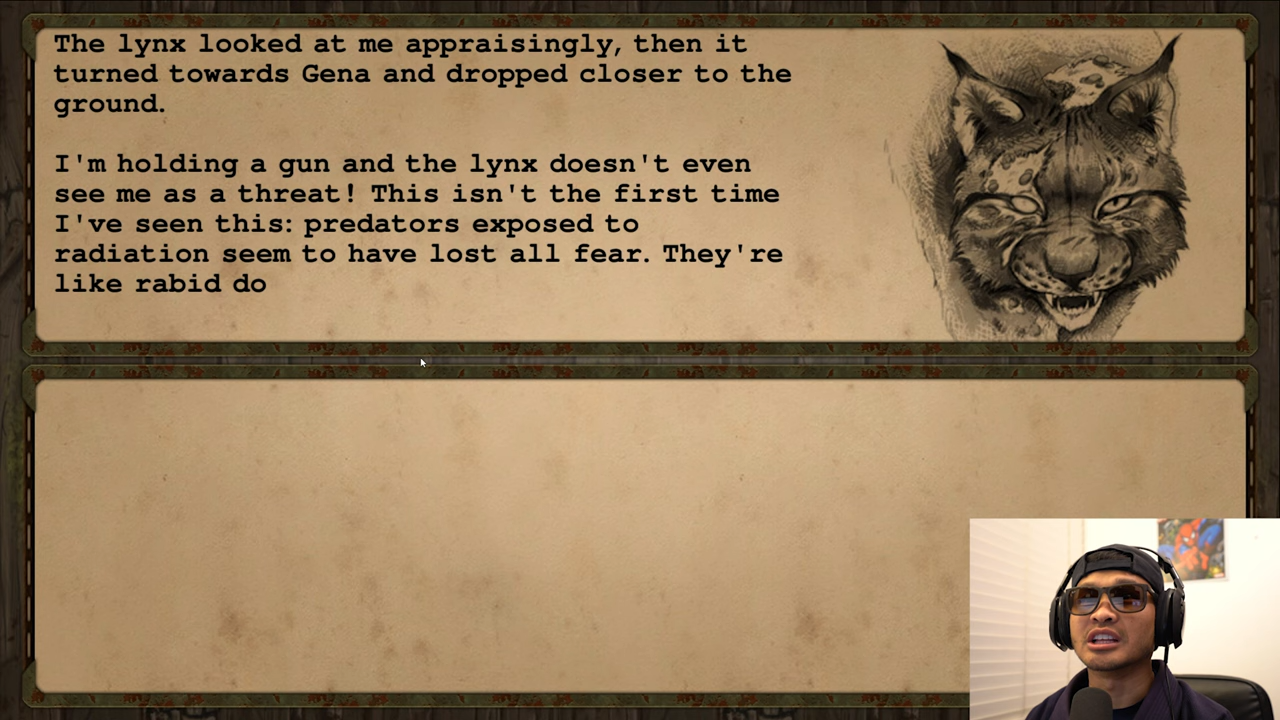 The lynx looked at me appraisingly, then it
turned towards Gena and dropped closer to the
ground.
I'm holding a gun and the lynx doesn't even
see me as a threat! This isn't the first time
I've seen this: predators exposed to
radiation seem to have lost all fear. They're
like rabid do